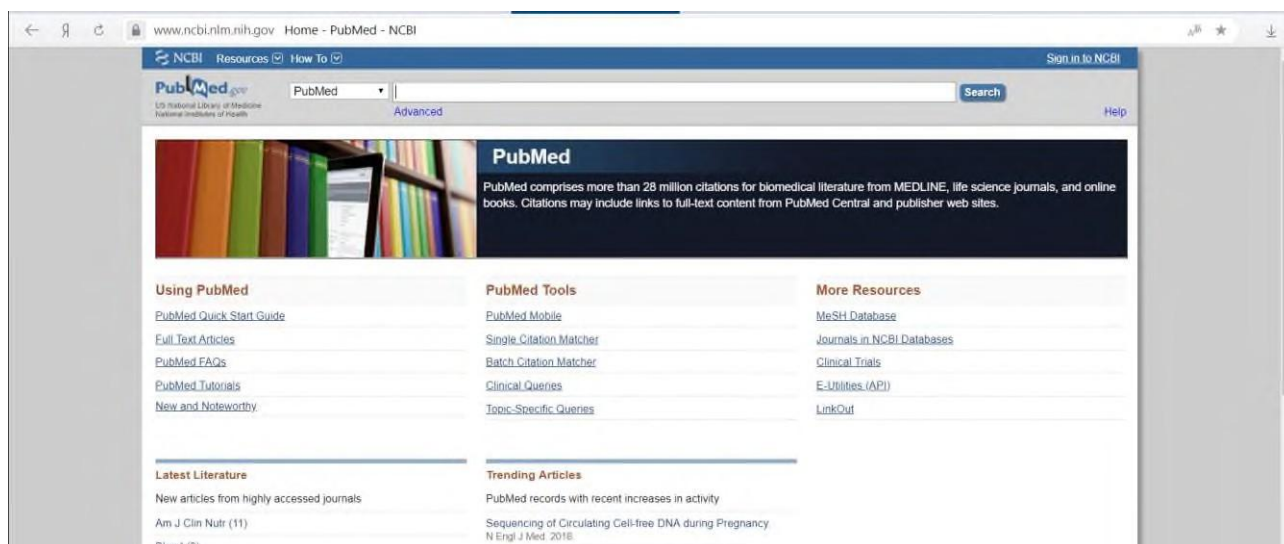 www.ncbi.nlm.nih.gov Home - PubMed - NCBI
NCBI Resources How To Sign in to NCBI
PubMed.gov
US National Library of Medicine
National Institutes of Health
PubMed
Search
Advanced
Help
PubMed
PubMed comprises more than 28 million citations for biomedical literature from MEDLINE, life science journals, and online
books. Citations may include links to full-text content from PubMed Central and publisher web sites.
Using PubMed
PubMed Quick Start Guide
Full Text Articles
PubMed FAQs
PubMed Tutorials
New and Noteworthy
PubMed Tools
PubMed Mobile
Single Citation Matcher
Batch Citation Matcher
Clinical Queries
Topic-Specific Queries
More Resources
MeSH Database
Journals in NCBI Databases
Clinical Trials
E-Utilities (API)
LinkOut
Latest Literature
New articles from highly accessed journals
Am J Clin Nutr (11)
Trending Articles
PubMed records with recent increases in activity
Sequencing of Circulating Cell-free DNA during Pregnancy.
N Engl J Med. 2018.